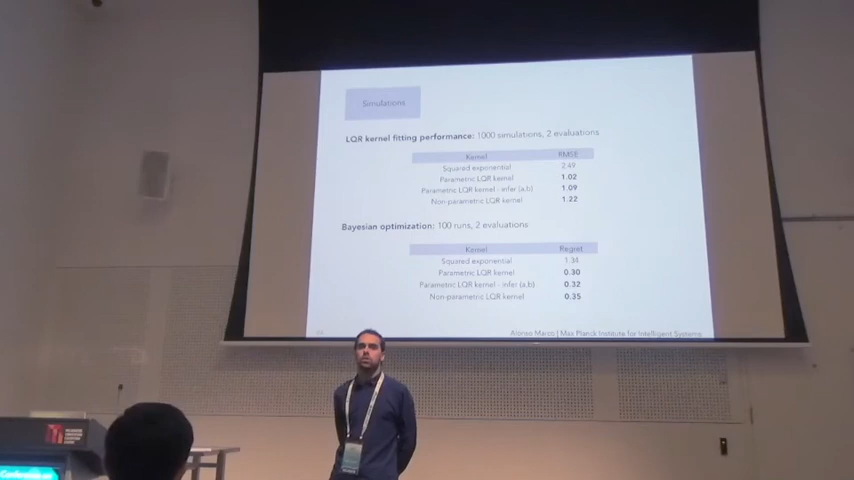 Simulations
LQR kernel fitting performance: 1000 simulations, 2 evaluations
Kernel RMSE
Squared exponential 2.49
Parametric LQR kernel 1.02
Parametric LQR kernel - infer (a,b) 1.09
Non-parametric LQR kernel 1.22
Bayesian optimization: 100 runs, 2 evaluations
Kernel Regret
Squared exponential 1.34
Parametric LQR kernel 0.30
Parametric LQR kernel - infer (a,b) 0.32
Non-parametric LQR kernel 0.35
Alonso Marco | Max Planck Institute for Intelligent Systems
Conference on